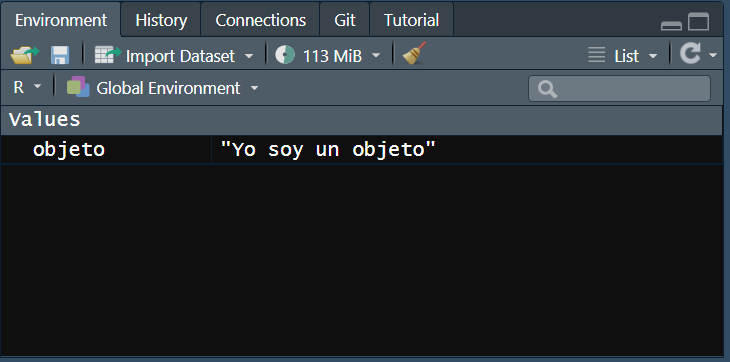 Environment History Connections Git Tutorial
Import Dataset 113 MiB List
R Global Environment
Values
objeto "Yo soy un objeto"